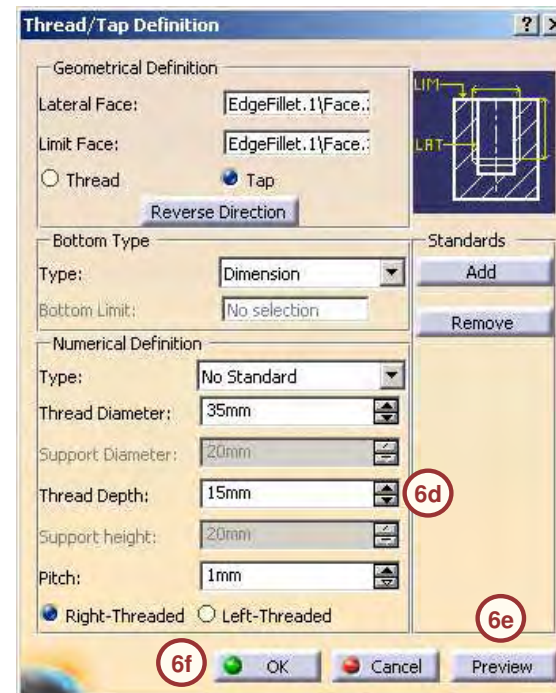 Thread/Tap Definition
Geometrical Definition
Lateral Face: EdgeFillet.1\Face.
Limit Face: EdgeFillet.1\Face.
Thread Tap
Reverse Direction
LIM
LAT
Bottom Type
Type: Dimension
Bottom Limit: No selection
Standards
Add
Remove
Numerical Definition
Type: No Standard
Thread Diameter: 35mm
Support Diameter: 20mm
Thread Depth: 15mm 6d
Support height: 20mm
Pitch: 1mm
Right-Threaded Left-Threaded
6e
6f OK Cancel Preview